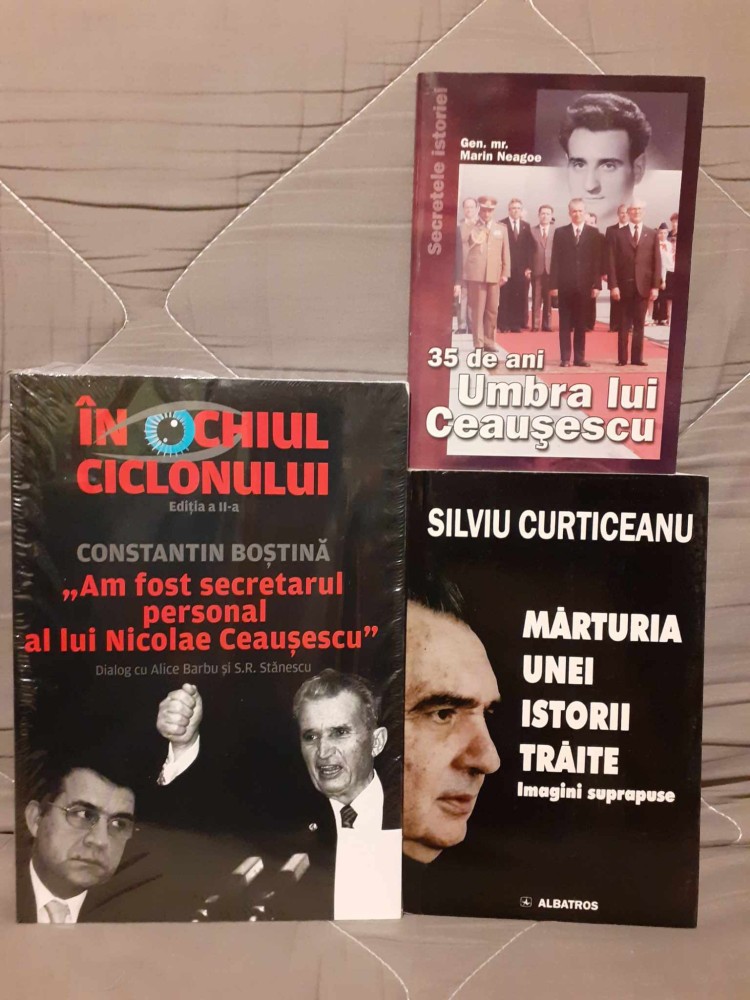 Secretele istoriei
Gen. mr.
Marin Neagoe
35 de ani
Umbra lui
Ceauşescu
ÎN OCHIUL
CICLONULUI
Ediția a II-a
CONSTANTIN BOȘTINĂ
„Am fost secretarul
personal
al lui Nicolae Ceaușescu”
Dialog cu Alice Barbu și S.R. Stănescu
SILVIU CURTICEANU
MĂRTURIA
UNEI
ISTORII
TRĂITE
Imagini suprapuse
ALBATROS